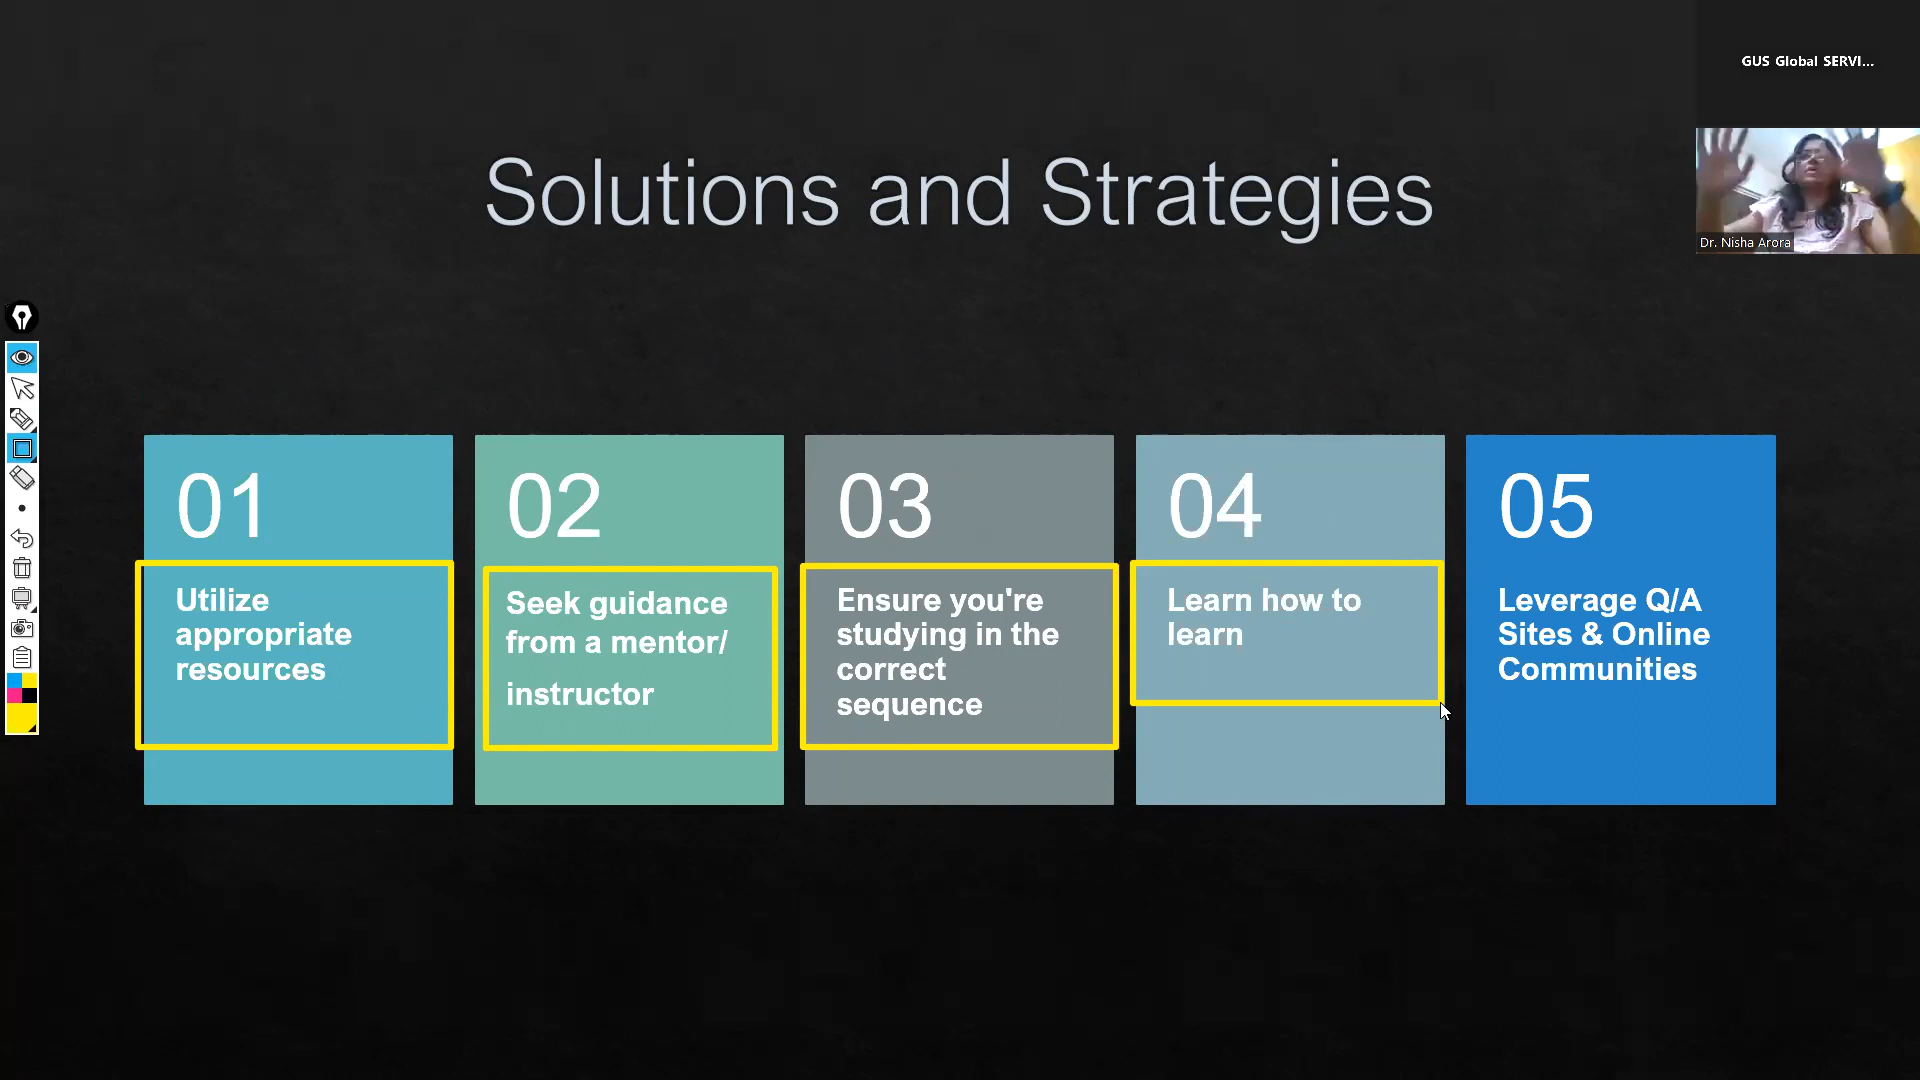 GUS Global SERVI...
Solutions and Strategies
Dr. Nisha Arora
01
Utilize
appropriate
resources
02
Seek guidance
from a mentor/
instructor
03
Ensure you're
studying in the
correct
sequence
04
Learn how to
learn
05
Leverage Q/A
Sites & Online
Communities